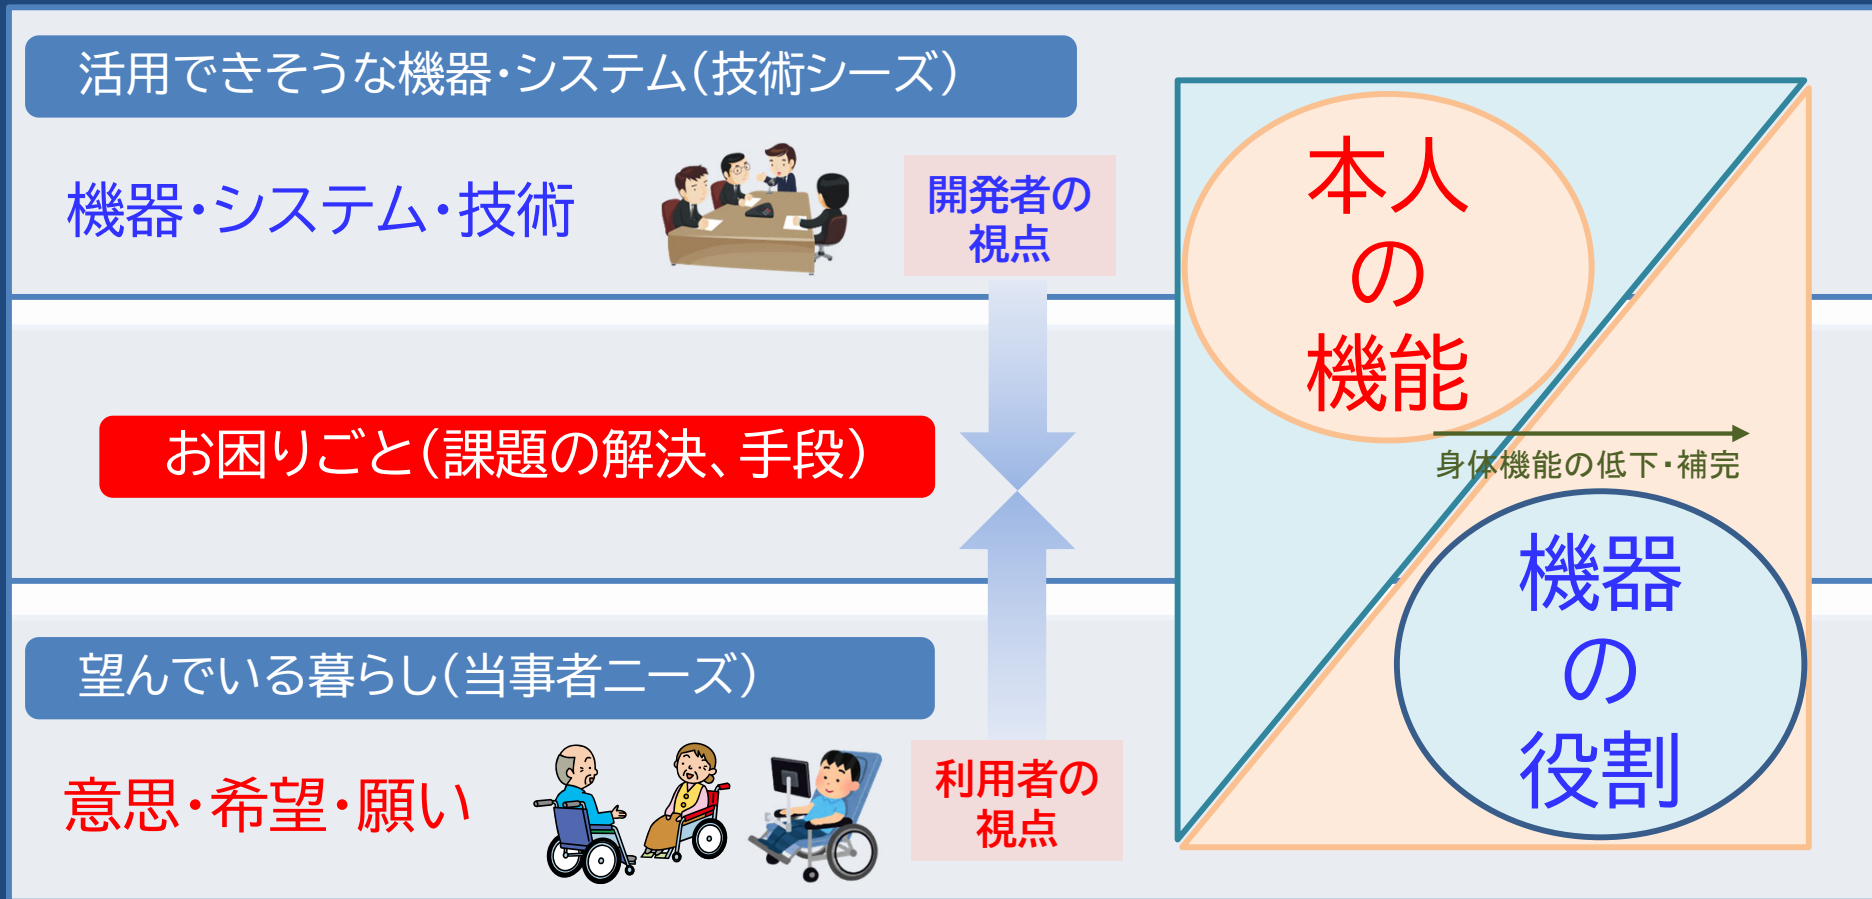 活用できそうな機器・システム(技術シーズ)
機器・システム・技術
開発者の
視点
お困りごと(課題の解決、手段)
望んでいる暮らし(当事者ニーズ)
意思・希望・願い
利用者の
視点
本人
の
機能
身体機能の低下・補完
機器
の
役割